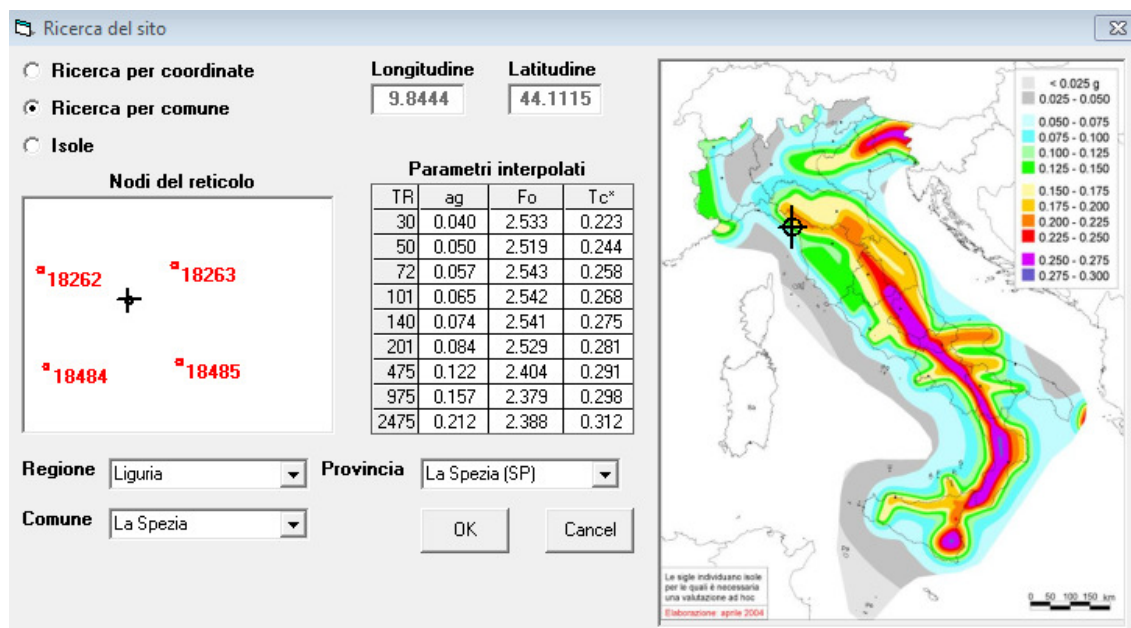 Ricerca del sito
Ricerca per coordinate
Ricerca per comune
Isole
Longitudine Latitudine
9.8444 44.1115
Nodi del reticolo
18262 18263
18484 18485
Parametri interpolati
TR ag Fo Tc*
30 0.040 2.533 0.223
50 0.050 2.519 0.244
72 0.057 2.543 0.258
101 0.065 2.542 0.268
140 0.074 2.541 0.275
201 0.084 2.529 0.281
475 0.122 2.404 0.291
975 0.157 2.379 0.298
2475 0.212 2.388 0.312
Regione Liguria Provincia La Spezia (SP)
Comune La Spezia OK Cancel
< 0.025 g
0.025 - 0.050
0.050 - 0.075
0.075 - 0.100
0.100 - 0.125
0.125 - 0.150
0.150 - 0.175
0.175 - 0.200
0.200 - 0.225
0.225 - 0.250
0.250 - 0.275
0.275 - 0.300
Le sigle individuano isole
per le quali è necessaria
una valutazione ad hoc
Elaborazione: aprile 2004
0 50 100 150 km